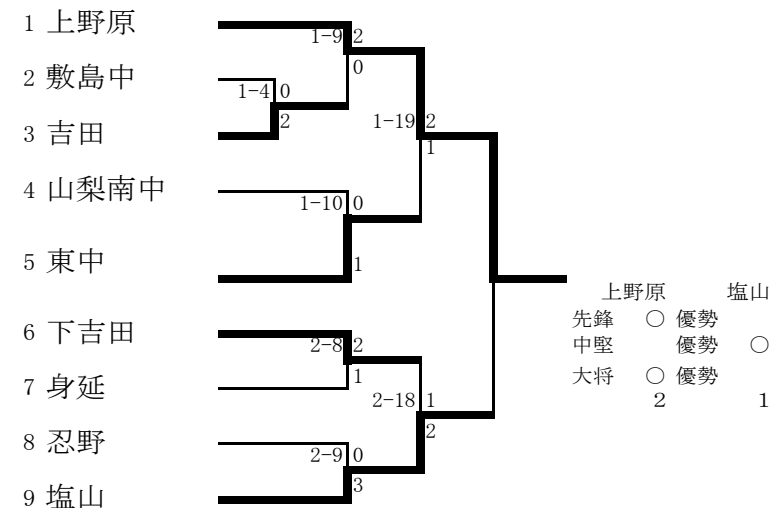 1 上野原
1-9 2
0
2 敷島中
1-4 0
2
3 吉田
1-19 2
1
4 山梨南中
1-10 0
1
5 東中
上野原 塩山
先鋒 ○ 優勢
中堅 優勢 ○
大将 ○ 優勢
2 1
6 下吉田
2-8 2
1
7 身延
2-18 1
2
8 忍野
2-9 0
3
9 塩山